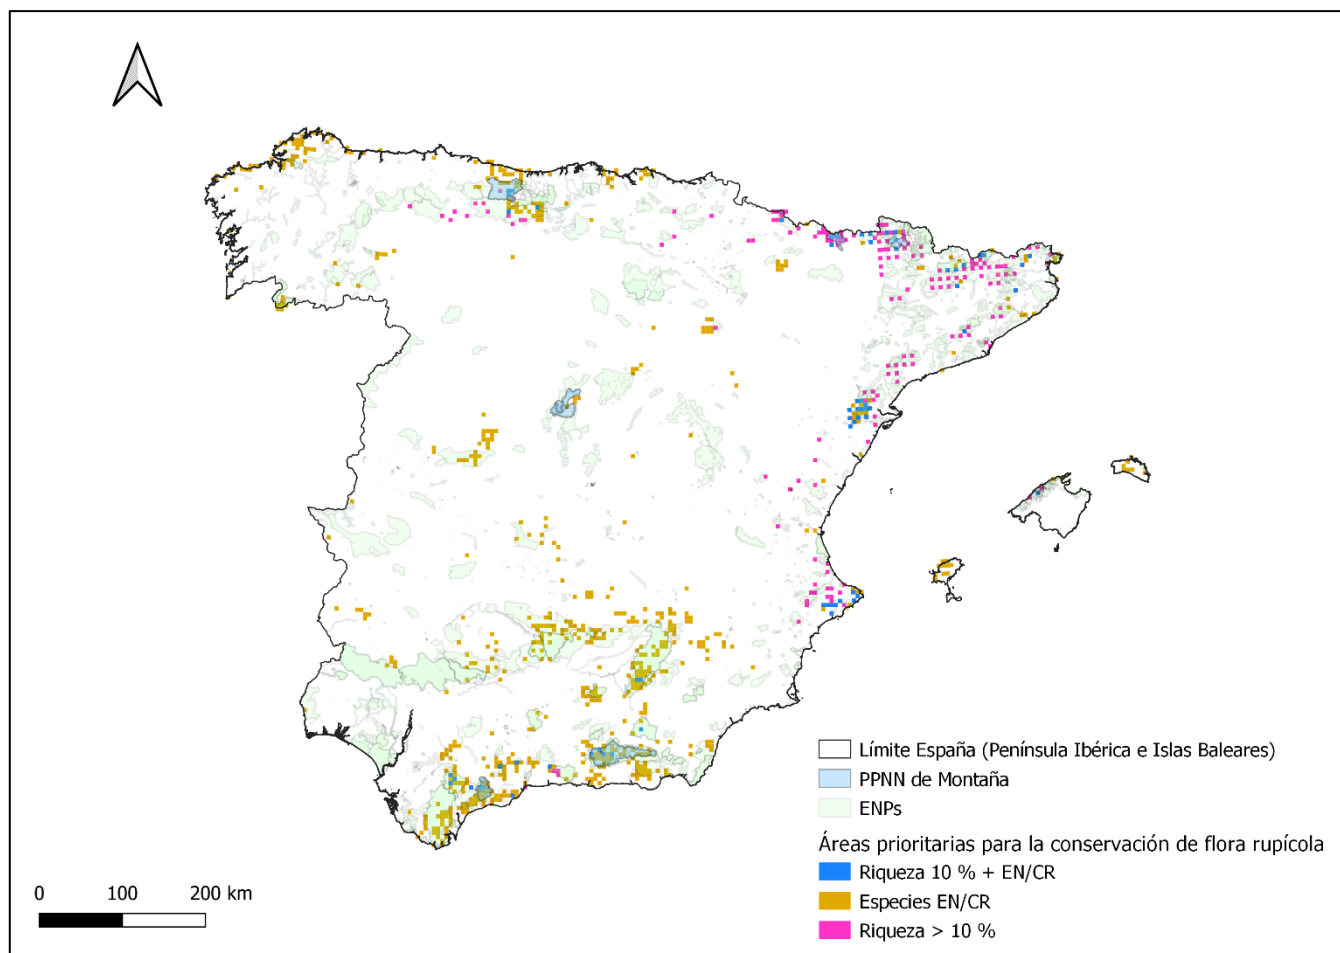 Límite España (Península Ibérica e Islas Baleares)
PPNN de Montaña
ENPs
Áreas prioritarias para la conservación de flora rupícola
Riqueza 10 % + EN/CR
Especies EN/CR
Riqueza > 10 %
0 100 200 km